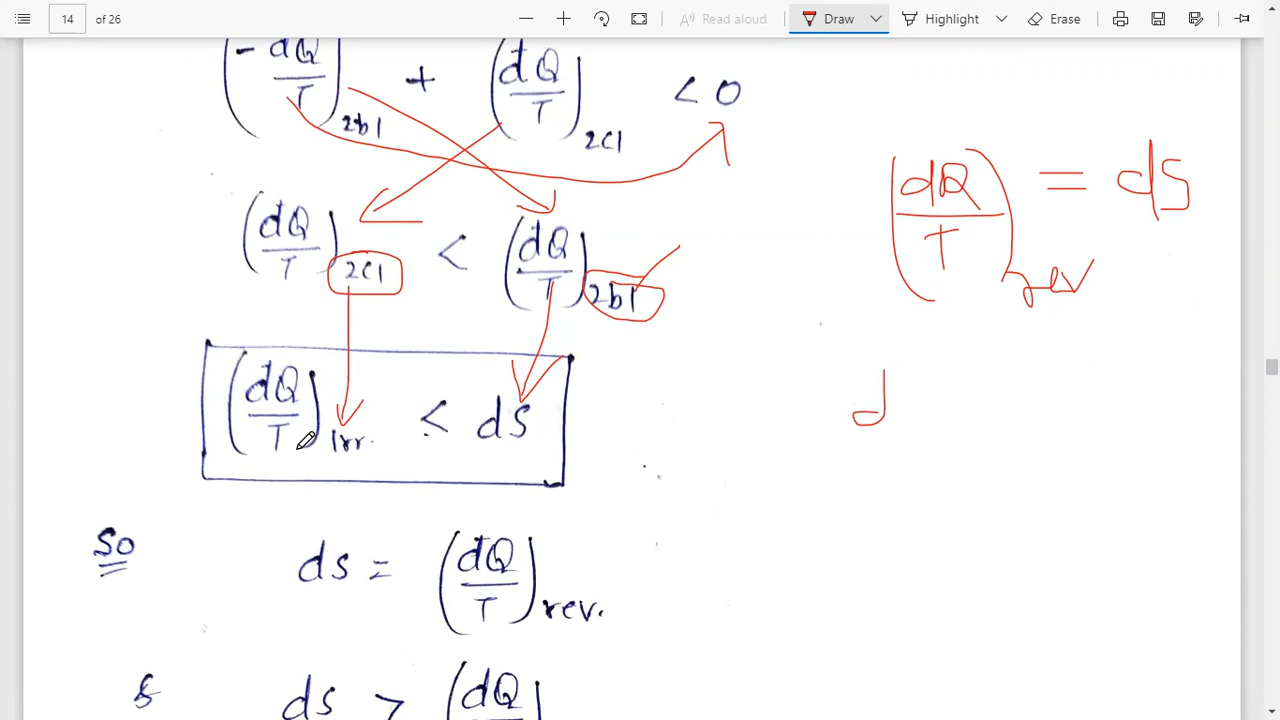 14 of 26 Read aloud Draw Highlight Erase
(-dQ/T)2b1 + (dQ/T)2C1 < 0
(dQ/T)2C1 < (dQ/T)2b1
(dQ/T)rev = dS
(dQ/T)Irr. < dS
d
So ds = (dQ/T)rev.
& ds > (dQ